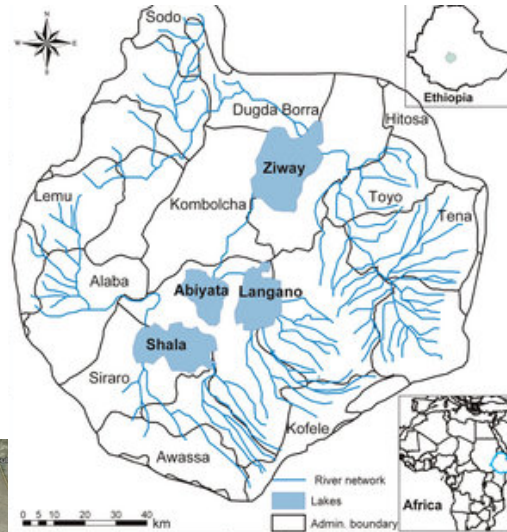 Sodo
N
W
E
S
Ethiopia
Dugda Borra
Hitosa
Ziway
Lemu
Kombolcha
Toyo
Tena
Alaba
Abiyata
Langano
Shala
Siraro
Kofele
Awassa
River network
Lakes
Admin. boundary
Africa
0 5 10 20 30 40
km